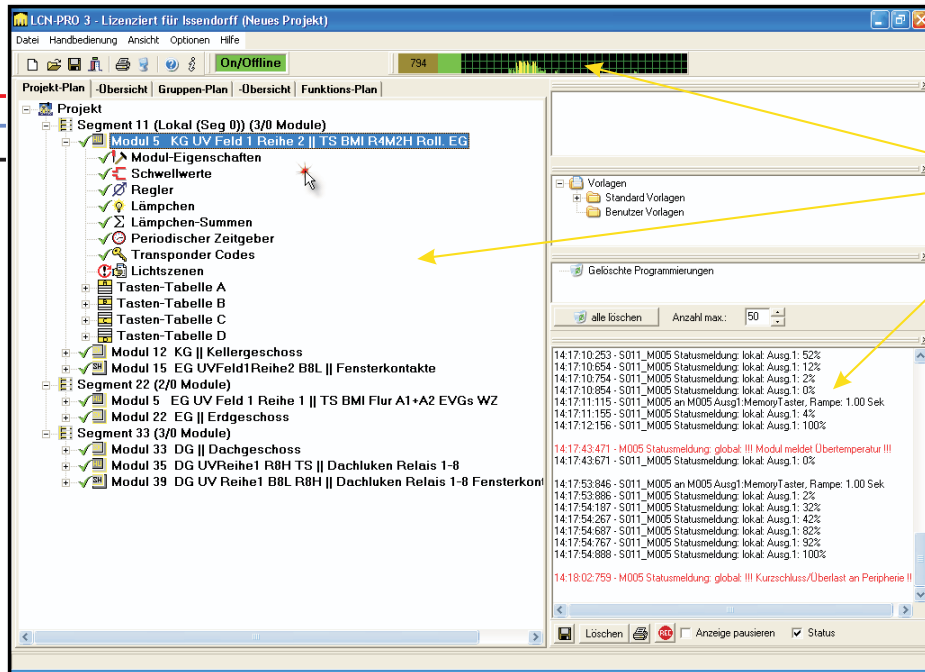 LCN-PRO 3 - Lizenziert für Issendorff (Neues Projekt)
Datei Handbedienung Ansicht Optionen Hilfe
On/Offline
794
Projekt-Plan -Übersicht Gruppen-Plan -Übersicht Funktions-Plan
Projekt
Segment 11 (Lokal (Seg 0)) (3/0 Module)
Modul 5 KG UV Feld 1 Reihe 2 || TS BMI R4M2H Roll. EG
Modul-Eigenschaften
Schwellwerte
Regler
Lämpchen
Lämpchen-Summen
Periodischer Zeitgeber
Transponder Codes
Lichtszenen
Tasten-Tabelle A
Tasten-Tabelle B
Tasten-Tabelle C
Tasten-Tabelle D
Modul 12 KG || Kellergeschoss
Modul 15 EG UVFeld1Reihe2 B8L || Fensterkontakte
Segment 22 (2/0 Module)
Modul 5 EG UV Feld 1 Reihe 1 || TS BMI Flur A1+A2 EVGs WZ
Modul 22 EG || Erdgeschoss
Segment 33 (3/0 Module)
Modul 33 DG || Dachgeschoss
Modul 35 DG UVReihe1 R8H TS || Dachluken Relais 1-8
Modul 39 DG UV Reihe1 B8L R8H || Dachluken Relais 1-8 Fensterkont
Vorlagen
Standard Vorlagen
Benutzer Vorlagen
Gelöschte Programmierungen
alle löschen Anzahl max.: 50
14:17:10:253 - S011_M005 Statusmeldung: lokal: Ausg.1: 52%
14:17:10:654 - S011_M005 Statusmeldung: lokal: Ausg.1: 12%
14:17:10:754 - S011_M005 Statusmeldung: lokal: Ausg.1: 2%
14:17:10:854 - S011_M005 Statusmeldung: lokal: Ausg.1: 0%
14:17:11:115 - S011_M005 an M005 Ausg1:MemoryTaster, Rampe: 1.00 Sek
14:17:11:155 - S011_M005 Statusmeldung: lokal: Ausg.1: 4%
14:17:12:156 - S011_M005 Statusmeldung: lokal: Ausg.1: 100%
14:17:43:471 - M005 Statusmeldung: global: !!! Modul meldet Übertemperatur !!!
14:17:43:671 - S011_M005 Statusmeldung: lokal: Ausg.1: 0%
14:17:53:846 - S011_M005 an M005 Ausg1:MemoryTaster, Rampe: 1.00 Sek
14:17:53:886 - S011_M005 Statusmeldung: lokal: Ausg.1: 2%
14:17:54:187 - S011_M005 Statusmeldung: lokal: Ausg.1: 32%
14:17:54:267 - S011_M005 Statusmeldung: lokal: Ausg.1: 42%
14:17:54:687 - S011_M005 Statusmeldung: lokal: Ausg.1: 82%
14:17:54:767 - S011_M005 Statusmeldung: lokal: Ausg.1: 92%
14:17:54:888 - S011_M005 Statusmeldung: lokal: Ausg.1: 100%
14:18:02:759 - M005 Statusmeldung: global: !!! Kurzschluss/Überlast an Peripherie !!
Löschen REC Anzeige pausieren Status